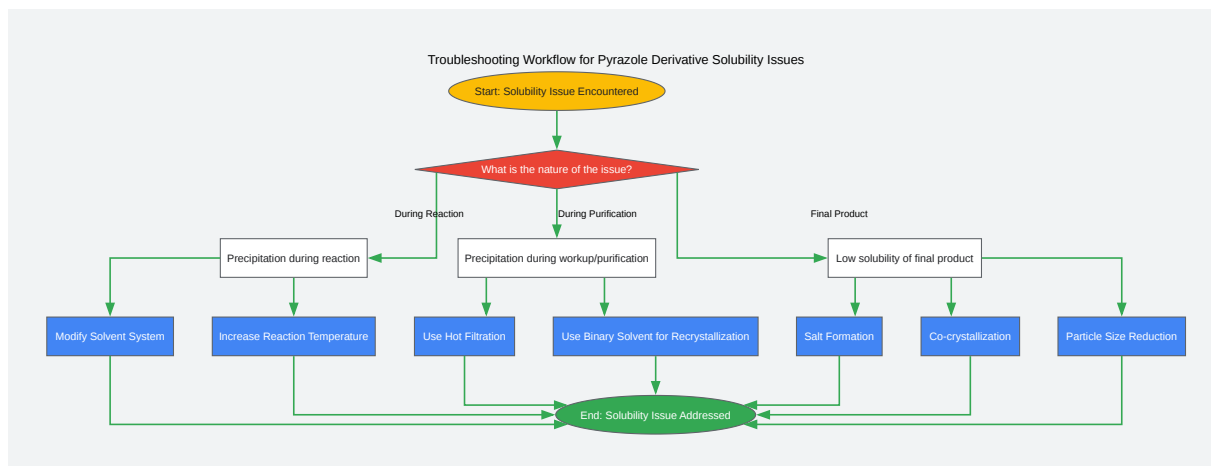 Troubleshooting Workflow for Pyrazole Derivative Solubility Issues
Start: Solubility Issue Encountered
What is the nature of the issue?
During Reaction
During Purification
Final Product
Precipitation during reaction
Precipitation during workup/purification
Low solubility of final product
Modify Solvent System
Increase Reaction Temperature
Use Hot Filtration
Use Binary Solvent for Recrystallization
Salt Formation
Co-crystallization
Particle Size Reduction
End: Solubility Issue Addressed